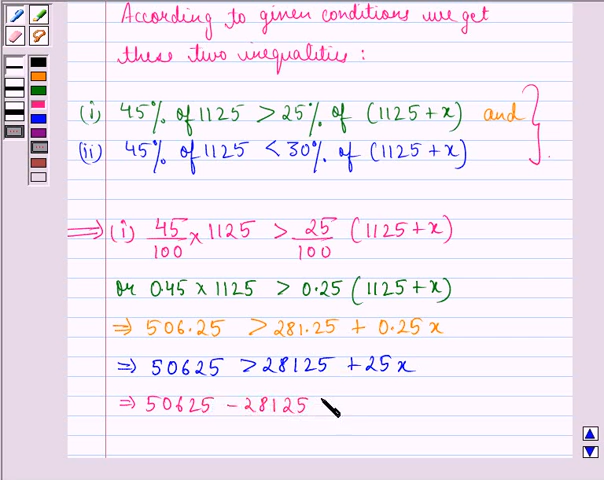 According to given conditions we get
these two inequalities :
(i) 45% of 1125 > 25% of (1125 + x) and
(ii) 45% of 1125 < 30% of (1125 + x)
⇒ (i) 45/100 × 1125 > 25/100 (1125 + x)
or 0.45 × 1125 > 0.25 (1125 + x)
⇒ 506.25 > 281.25 + 0.25 x
⇒ 50625 > 28125 + 25 x
⇒ 50625 - 28125